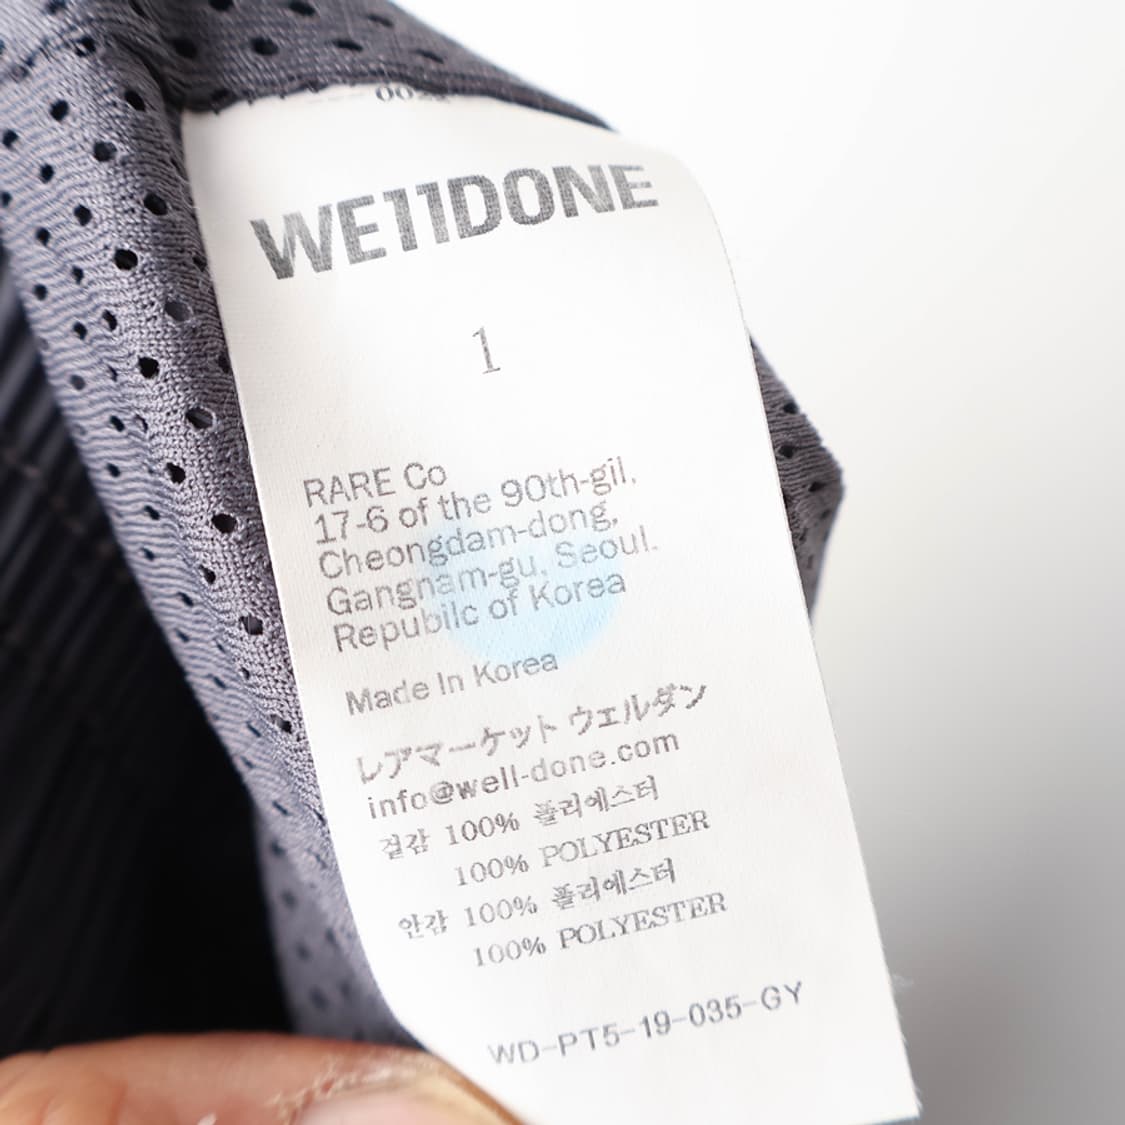 WE11DONE
1
RARE Co
17-6 of the 90th-gil,
Cheongdam-dong,
Gangnam-gu, Seoul.
Repubilc of Korea
Made In Korea
レアマーケット ウェルダン
info@well-done.com
겉감 100% 폴리에스터
100% POLYESTER
안감 100% 폴리에스터
100% POLYESTER
WD-PT5-19-035-GY